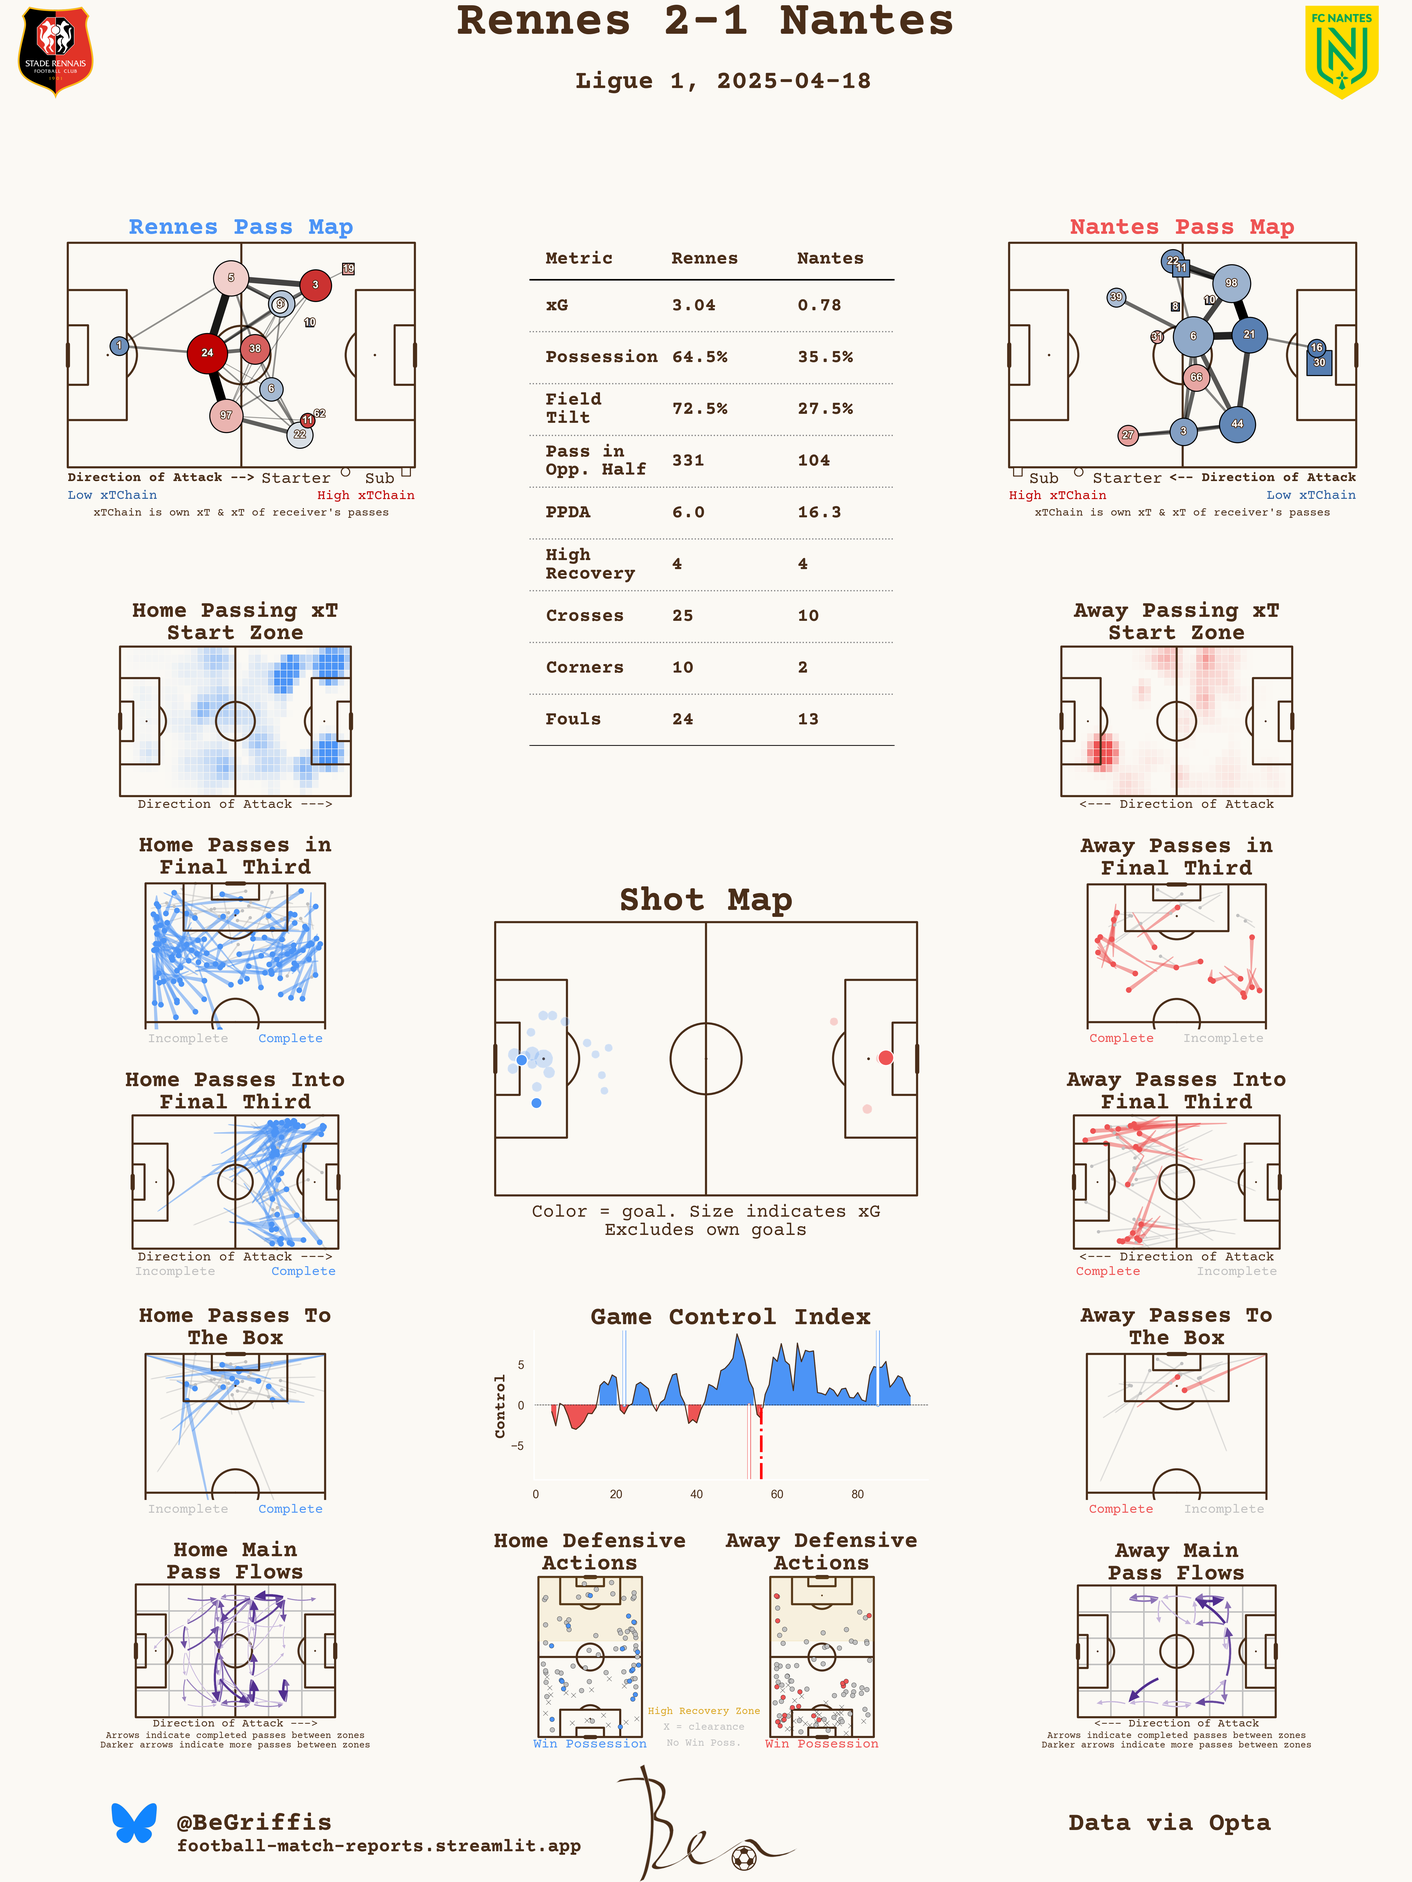 Rennes 2-1 Nantes
Ligue 1, 2025-04-18
STADE RENNAIS
FOOTBALL CLUB
1901
FC NANTES
Rennes Pass Map
5
19
3
9
10
1
24
38
6
97
11
62
22
Direction of Attack --> Starter Sub
Low xTChain High xTChain
xTChain is own xT & xT of receiver's passes
Metric Rennes Nantes
xG 3.04 0.78
Possession 64.5% 35.5%
Field
Tilt 72.5% 27.5%
Pass in
Opp. Half 331 104
PPDA 6.0 16.3
High
Recovery 4 4
Crosses 25 10
Corners 10 2
Fouls 24 13
Nantes Pass Map
22
11
98
39
10
8
31
6
21
16
30
66
27
3
44
Sub Starter <-- Direction of Attack
High xTChain Low xTChain
xTChain is own xT & xT of receiver's passes
Home Passing xT
Start Zone
Direction of Attack --->
Away Passing xT
Start Zone
<--- Direction of Attack
Home Passes in
Final Third
Incomplete Complete
Away Passes in
Final Third
Complete Incomplete
Shot Map
Color = goal. Size indicates xG
Excludes own goals
Home Passes Into
Final Third
Direction of Attack --->
Incomplete Complete
Away Passes Into
Final Third
<--- Direction of Attack
Complete Incomplete
Home Passes To
The Box
Incomplete Complete
Game Control Index
Control
5
0
−5
0 20 40 60 80
Away Passes To
The Box
Complete Incomplete
Home Main
Pass Flows
Direction of Attack --->
Arrows indicate completed passes between zones
Darker arrows indicate more passes between zones
Home Defensive
Actions
Win Possession
Away Defensive
Actions
Win Possession
High Recovery Zone
X = clearance
No Win Poss.
Away Main
Pass Flows
<--- Direction of Attack
Arrows indicate completed passes between zones
Darker arrows indicate more passes between zones
@BeGriffis
football-match-reports.streamlit.app
Ben
Data via Opta